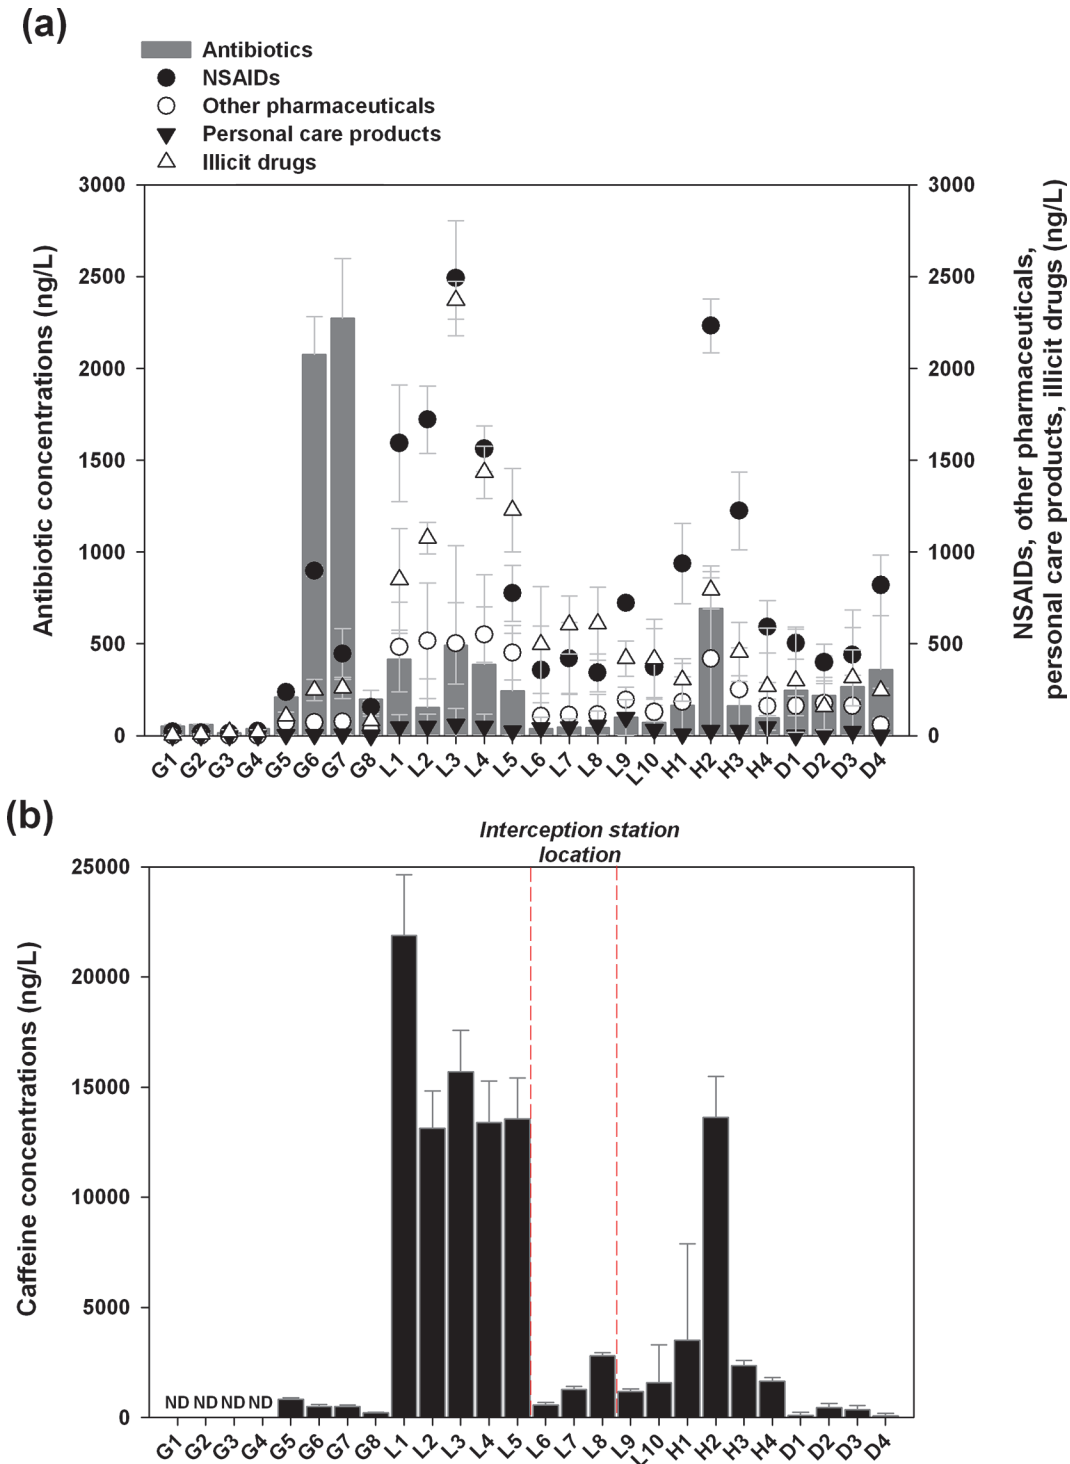 (a)
Antibiotics
NSAIDs
Other pharmaceuticals
Personal care products
Illicit drugs
3000
2500
2000
1500
1000
500
0
Antibiotic concentrations (ng/L)
3000
2500
2000
1500
1000
500
0
NSAIDs, other pharmaceuticals,
personal care products, illicit drugs (ng/L)
G1 G2 G3 G4 G5 G6 G7 G8 L1 L2 L3 L4 L5 L6 L7 L8 L9 L10 H1 H2 H3 H4 D1 D2 D3 D4
(b)
Interception station
location
25000
20000
15000
10000
5000
0
Caffeine concentrations (ng/L)
ND ND ND ND
G1 G2 G3 G4 G5 G6 G7 G8 L1 L2 L3 L4 L5 L6 L7 L8 L9 L10 H1 H2 H3 H4 D1 D2 D3 D4